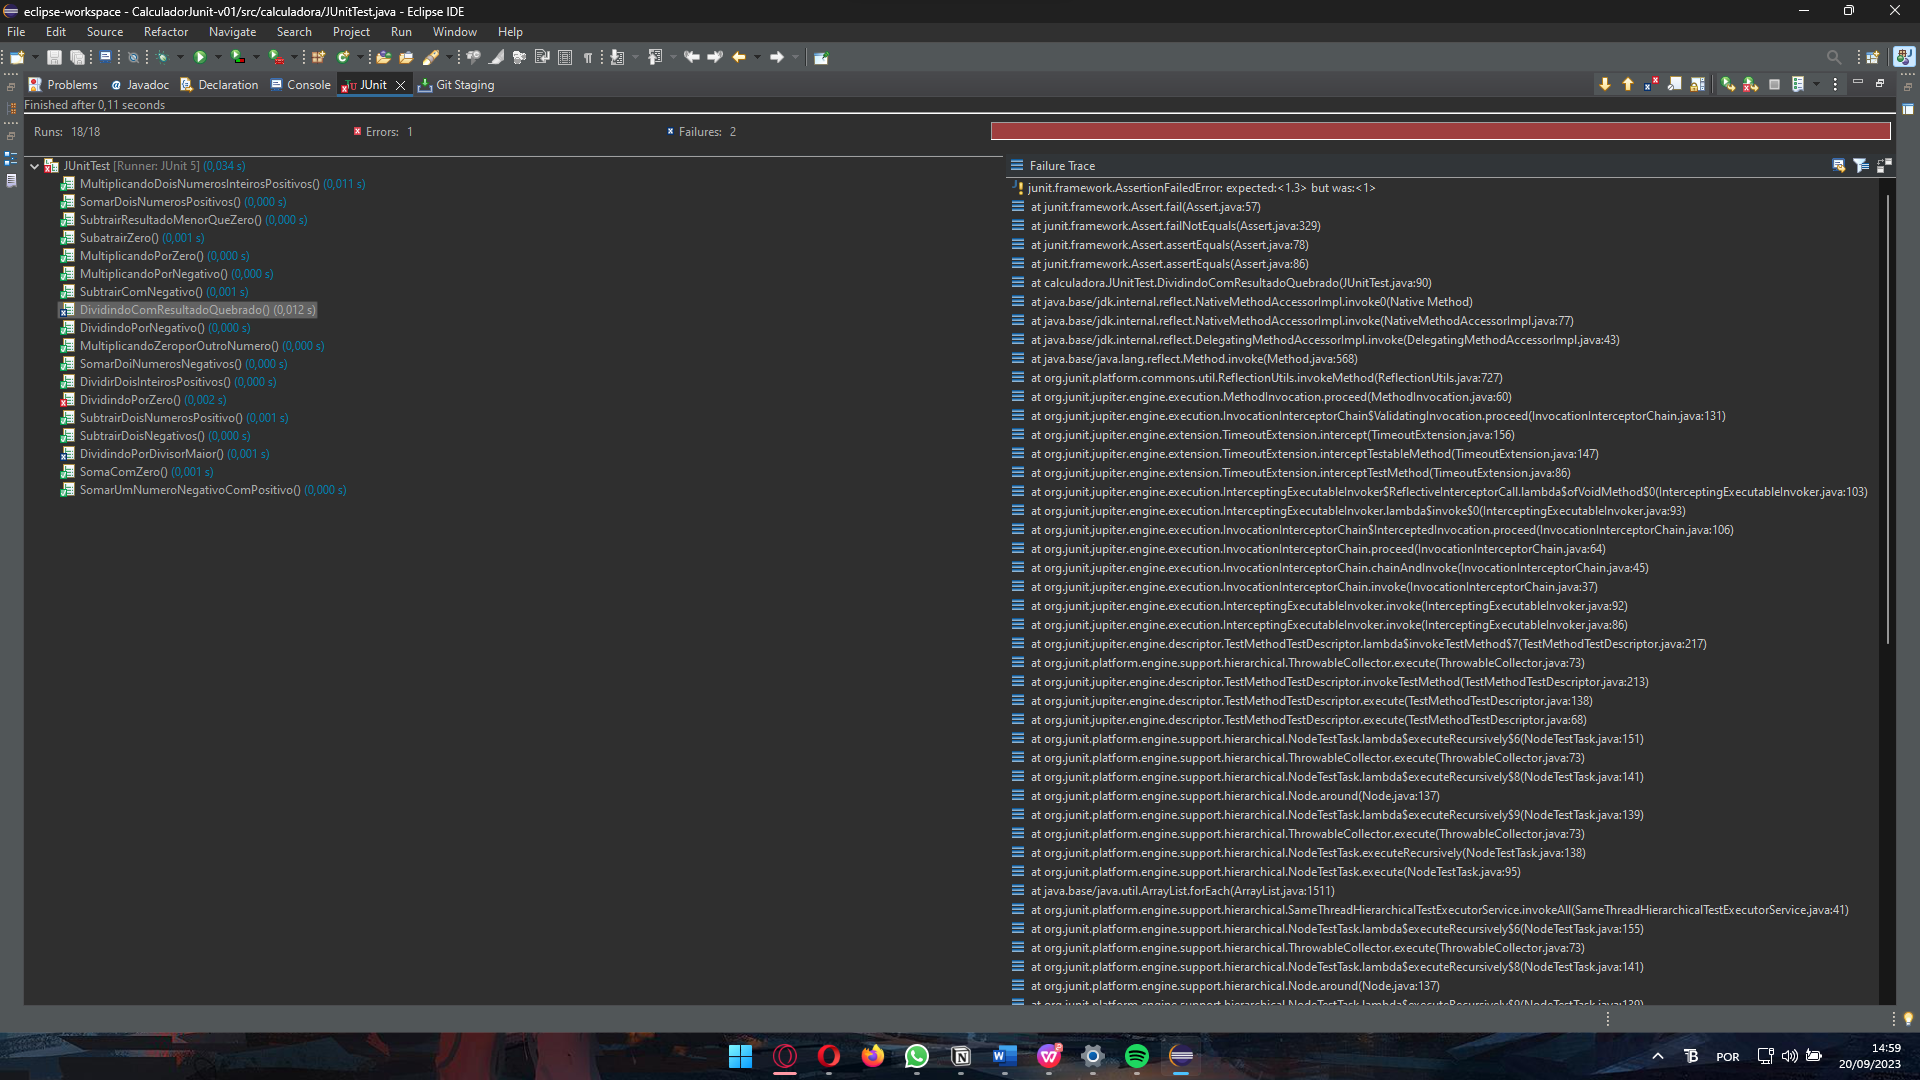 eclipse-workspace - CalculadorJunit-v01/src/calculadora/JUnitTest.java - Eclipse IDE
File Edit Source Refactor Navigate Search Project Run Window Help
Problems @ Javadoc Declaration Console JUnit Git Staging
Finished after 0,11 seconds
Runs: 18/18 Errors: 1 Failures: 2
JUnitTest [Runner: JUnit 5] (0,034 s)
MultiplicandoDoisNumerosInteirosPositivos() (0,011 s)
SomarDoisNumerosPositivos() (0,000 s)
SubtrairResultadoMenorQueZero() (0,000 s)
SubatrairZero() (0,001 s)
MultiplicandoPorZero() (0,000 s)
MultiplicandoPorNegativo() (0,000 s)
SubtrairComNegativo() (0,001 s)
DividindoComResultadoQuebrado() (0,012 s)
DividindoPorNegativo() (0,000 s)
MultiplicandoZeroporOutroNumero() (0,000 s)
SomarDoiNumerosNegativos() (0,000 s)
DividirDoisInteirosPositivos() (0,000 s)
DividindoPorZero() (0,002 s)
SubtrairDoisNumerosPositivo() (0,001 s)
SubtrairDoisNegativos() (0,000 s)
DividindoPorDivisorMaior() (0,001 s)
SomaComZero() (0,001 s)
SomarUmNumeroNegativoComPositivo() (0,000 s)
Failure Trace
junit.framework.AssertionFailedError: expected:<1.3> but was:<1>
at junit.framework.Assert.fail(Assert.java:57)
at junit.framework.Assert.failNotEquals(Assert.java:329)
at junit.framework.Assert.assertEquals(Assert.java:78)
at junit.framework.Assert.assertEquals(Assert.java:86)
at calculadora.JUnitTest.DividindoComResultadoQuebrado(JUnitTest.java:90)
at java.base/jdk.internal.reflect.NativeMethodAccessorImpl.invoke0(Native Method)
at java.base/jdk.internal.reflect.NativeMethodAccessorImpl.invoke(NativeMethodAccessorImpl.java:77)
at java.base/jdk.internal.reflect.DelegatingMethodAccessorImpl.invoke(DelegatingMethodAccessorImpl.java:43)
at java.base/java.lang.reflect.Method.invoke(Method.java:568)
at org.junit.platform.commons.util.ReflectionUtils.invokeMethod(ReflectionUtils.java:727)
at org.junit.jupiter.engine.execution.MethodInvocation.proceed(MethodInvocation.java:60)
at org.junit.jupiter.engine.execution.InvocationInterceptorChain$ValidatingInvocation.proceed(InvocationInterceptorChain.java:131)
at org.junit.jupiter.engine.extension.TimeoutExtension.intercept(TimeoutExtension.java:156)
at org.junit.jupiter.engine.extension.TimeoutExtension.interceptTestableMethod(TimeoutExtension.java:147)
at org.junit.jupiter.engine.extension.TimeoutExtension.interceptTestMethod(TimeoutExtension.java:86)
at org.junit.jupiter.engine.execution.InterceptingExecutableInvoker$ReflectiveInterceptorCall.lambda$ofVoidMethod$0(InterceptingExecutableInvoker.java:103)
at org.junit.jupiter.engine.execution.InterceptingExecutableInvoker.lambda$invoke$0(InterceptingExecutableInvoker.java:93)
at org.junit.jupiter.engine.execution.InvocationInterceptorChain$InterceptedInvocation.proceed(InvocationInterceptorChain.java:106)
at org.junit.jupiter.engine.execution.InvocationInterceptorChain.proceed(InvocationInterceptorChain.java:64)
at org.junit.jupiter.engine.execution.InvocationInterceptorChain.chainAndInvoke(InvocationInterceptorChain.java:45)
at org.junit.jupiter.engine.execution.InvocationInterceptorChain.invoke(InvocationInterceptorChain.java:37)
at org.junit.jupiter.engine.execution.InterceptingExecutableInvoker.invoke(InterceptingExecutableInvoker.java:92)
at org.junit.jupiter.engine.execution.InterceptingExecutableInvoker.invoke(InterceptingExecutableInvoker.java:86)
at org.junit.jupiter.engine.descriptor.TestMethodTestDescriptor.lambda$invokeTestMethod$7(TestMethodTestDescriptor.java:217)
at org.junit.platform.engine.support.hierarchical.ThrowableCollector.execute(ThrowableCollector.java:73)
at org.junit.jupiter.engine.descriptor.TestMethodTestDescriptor.invokeTestMethod(TestMethodTestDescriptor.java:213)
at org.junit.jupiter.engine.descriptor.TestMethodTestDescriptor.execute(TestMethodTestDescriptor.java:138)
at org.junit.jupiter.engine.descriptor.TestMethodTestDescriptor.execute(TestMethodTestDescriptor.java:68)
at org.junit.platform.engine.support.hierarchical.NodeTestTask.lambda$executeRecursively$6(NodeTestTask.java:151)
at org.junit.platform.engine.support.hierarchical.ThrowableCollector.execute(ThrowableCollector.java:73)
at org.junit.platform.engine.support.hierarchical.NodeTestTask.lambda$executeRecursively$8(NodeTestTask.java:141)
at org.junit.platform.engine.support.hierarchical.Node.around(Node.java:137)
at org.junit.platform.engine.support.hierarchical.NodeTestTask.lambda$executeRecursively$9(NodeTestTask.java:139)
at org.junit.platform.engine.support.hierarchical.ThrowableCollector.execute(ThrowableCollector.java:73)
at org.junit.platform.engine.support.hierarchical.NodeTestTask.executeRecursively(NodeTestTask.java:138)
at org.junit.platform.engine.support.hierarchical.NodeTestTask.execute(NodeTestTask.java:95)
at java.base/java.util.ArrayList.forEach(ArrayList.java:1511)
at org.junit.platform.engine.support.hierarchical.SameThreadHierarchicalTestExecutorService.invokeAll(SameThreadHierarchicalTestExecutorService.java:41)
at org.junit.platform.engine.support.hierarchical.NodeTestTask.lambda$executeRecursively$6(NodeTestTask.java:155)
at org.junit.platform.engine.support.hierarchical.ThrowableCollector.execute(ThrowableCollector.java:73)
at org.junit.platform.engine.support.hierarchical.NodeTestTask.lambda$executeRecursively$8(NodeTestTask.java:141)
at org.junit.platform.engine.support.hierarchical.Node.around(Node.java:137)
at org.junit.platform.engine.support.hierarchical.NodeTestTask.lambda$executeRecursively$9(NodeTestTask.java:139)
POR
14:59
20/09/2023